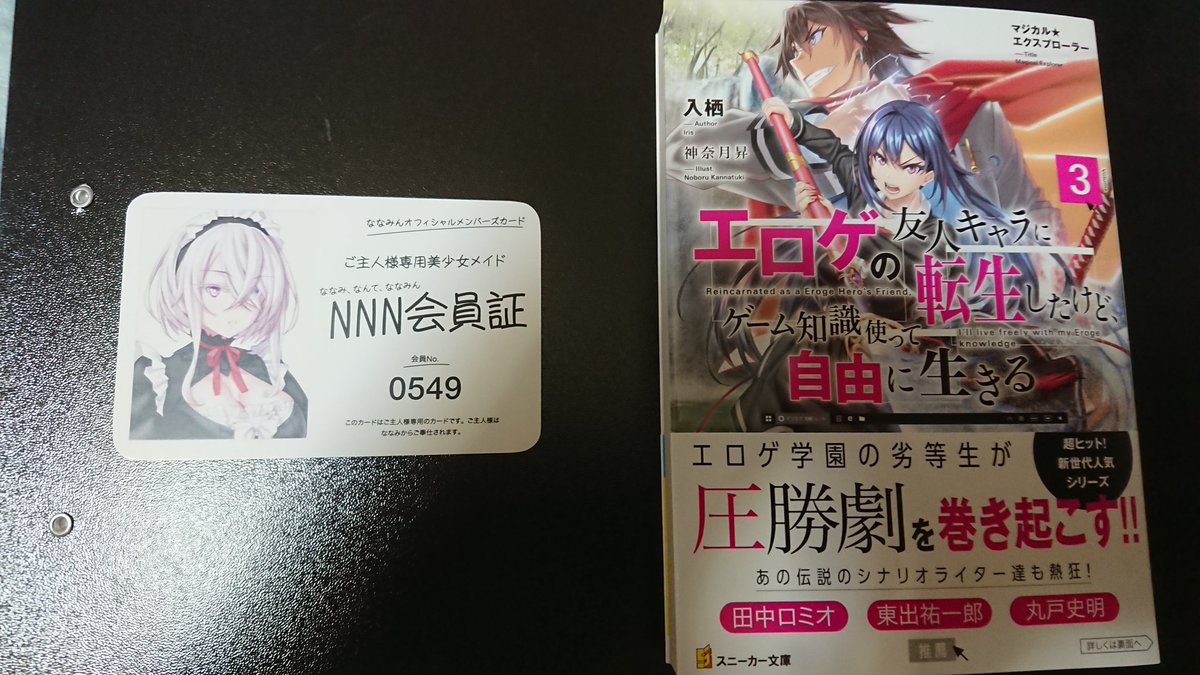 ななみんオフィシャルメンバーズカード
ご主人様専用美少女メイド
ななみ、なんて、ななみん
NNN会員証
会員No.
0549
このカードはご主人様専用のカードです。ご主人様は
ななみからご奉仕されます。
マジカル★
エクスプローラー
Title
Magical Explorer
入栖
Author
Iris
神奈月昇
Illust.
Noboru Kannatuki
3
エロゲの友人キャラに
Reincarnated as a Eroge Hero's Friend,
転生したけど、
I'll live freely with my Eroge
knowledge
ゲーム知識使って
自由に生きる
エロゲ学園の劣等生が
超ヒット!
新世代人気
シリーズ
圧勝劇を巻き起こす!!
あの伝説のシナリオライター達も熱狂!
田中ロミオ
東出祐一郎
丸戸史明
推薦
詳しくは裏面へ
スニーカー文庫